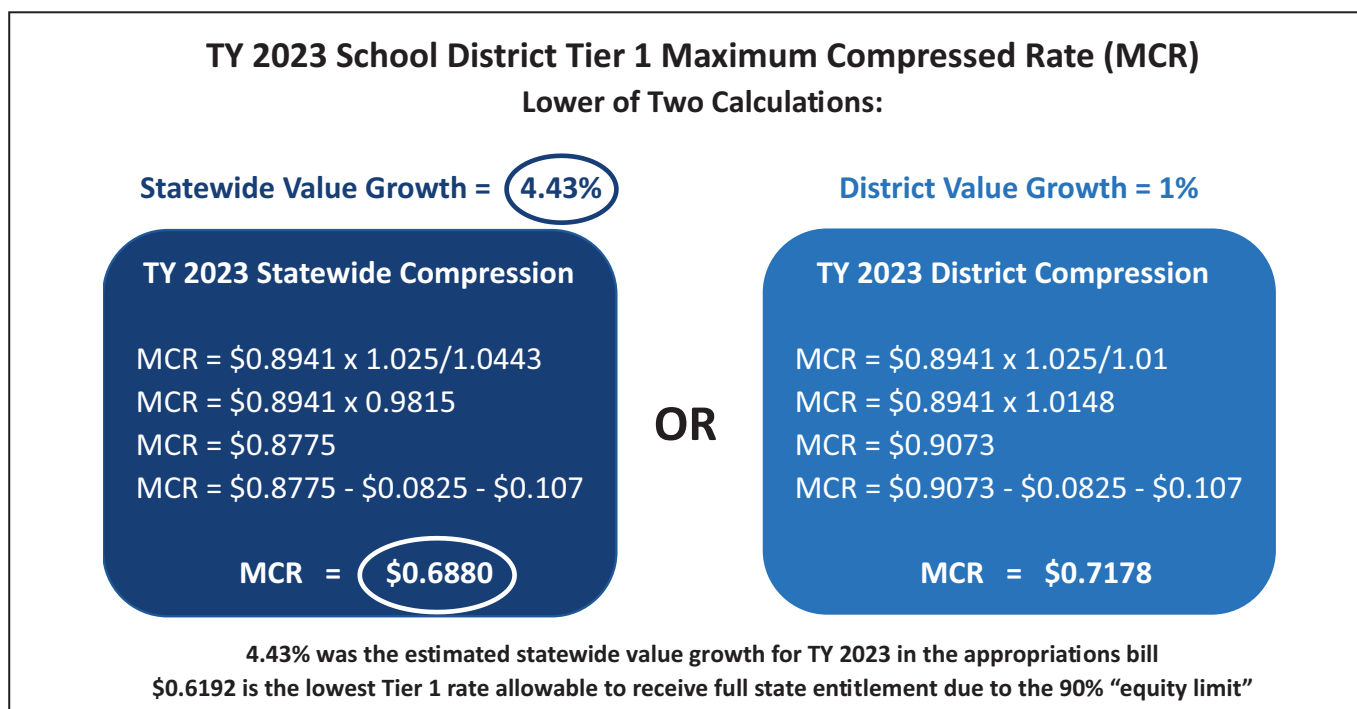 TY 2023 School District Tier 1 Maximum Compressed Rate (MCR)
Lower of Two Calculations:
Statewide Value Growth = 4.43%
TY 2023 Statewide Compression
MCR = $0.8941 x 1.025/1.0443
MCR = $0.8941 x 0.9815
MCR = $0.8775
MCR = $0.8775 - $0.0825 - $0.107
MCR = $0.6880
OR
District Value Growth = 1%
TY 2023 District Compression
MCR = $0.8941 x 1.025/1.01
MCR = $0.8941 x 1.0148
MCR = $0.9073
MCR = $0.9073 - $0.0825 - $0.107
MCR = $0.7178
4.43% was the estimated statewide value growth for TY 2023 in the appropriations bill
$0.6192 is the lowest Tier 1 rate allowable to receive full state entitlement due to the 90% “equity limit”